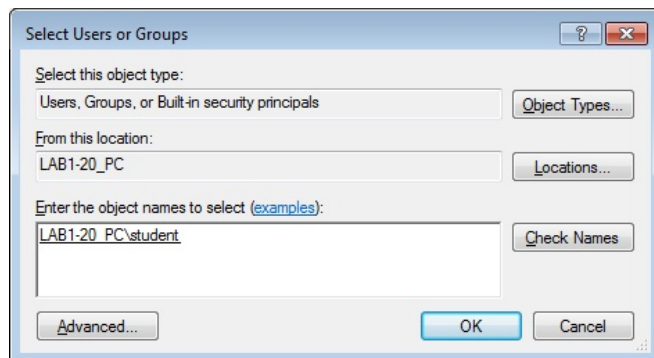 Select Users or Groups
Select this object type:
Users, Groups, or Built-in security principals
Object Types...
From this location:
LAB1-20_PC
Locations...
Enter the object names to select (examples):
LAB1-20_PC\student
Check Names
Advanced...
OK
Cancel